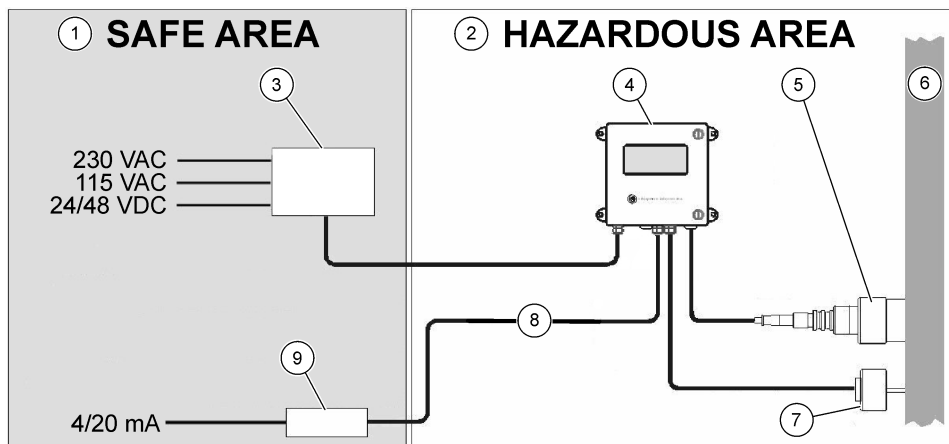 1 SAFE AREA
2 HAZARDOUS AREA
3
4
5
6
230 VAC
115 VAC
24/48 VDC
8
9
7
4/20 mA